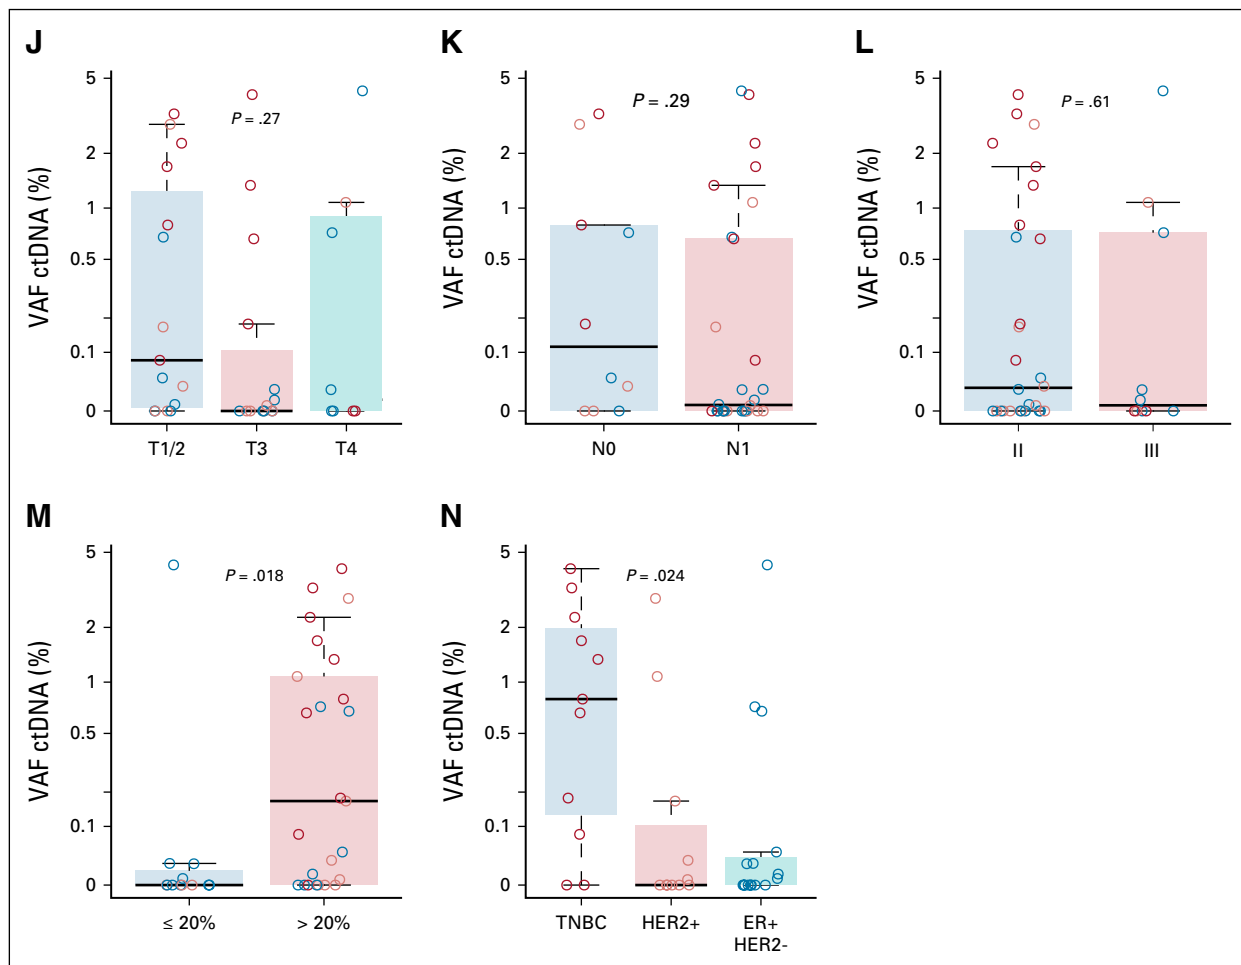 J
VAF ctDNA (%)
5
2
1
0.5
0.1
0
P = .27
T1/2 T3 T4
K
VAF ctDNA (%)
5
2
1
0.5
0.1
0
P = .29
N0 N1
L
VAF ctDNA (%)
5
2
1
0.5
0.1
0
P = .61
II III
M
VAF ctDNA (%)
5
2
1
0.5
0.1
0
P = .018
≤ 20% > 20%
N
VAF ctDNA (%)
5
2
1
0.5
0.1
0
P = .024
TNBC HER2+ ER+
HER2-